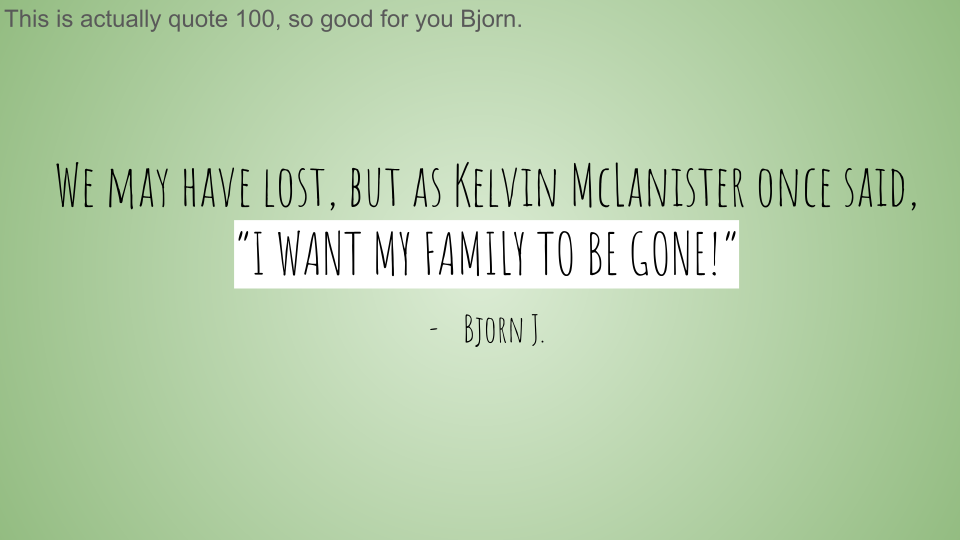 This is actually quote 100, so good for you Bjorn.
We may have lost, but as Kelvin McLanister once said,
"I WANT MY FAMILY TO BE GONE!"
- Bjorn J.